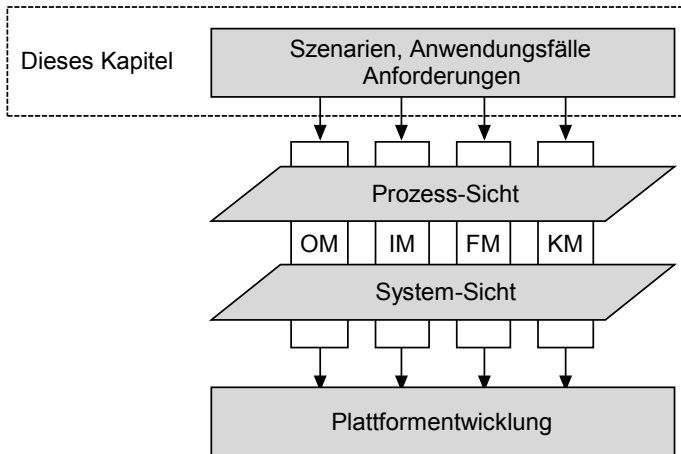 Dieses Kapitel
Szenarien, Anwendungsfälle
Anforderungen
Prozess-Sicht
OM IM FM KM
System-Sicht
Plattformentwicklung